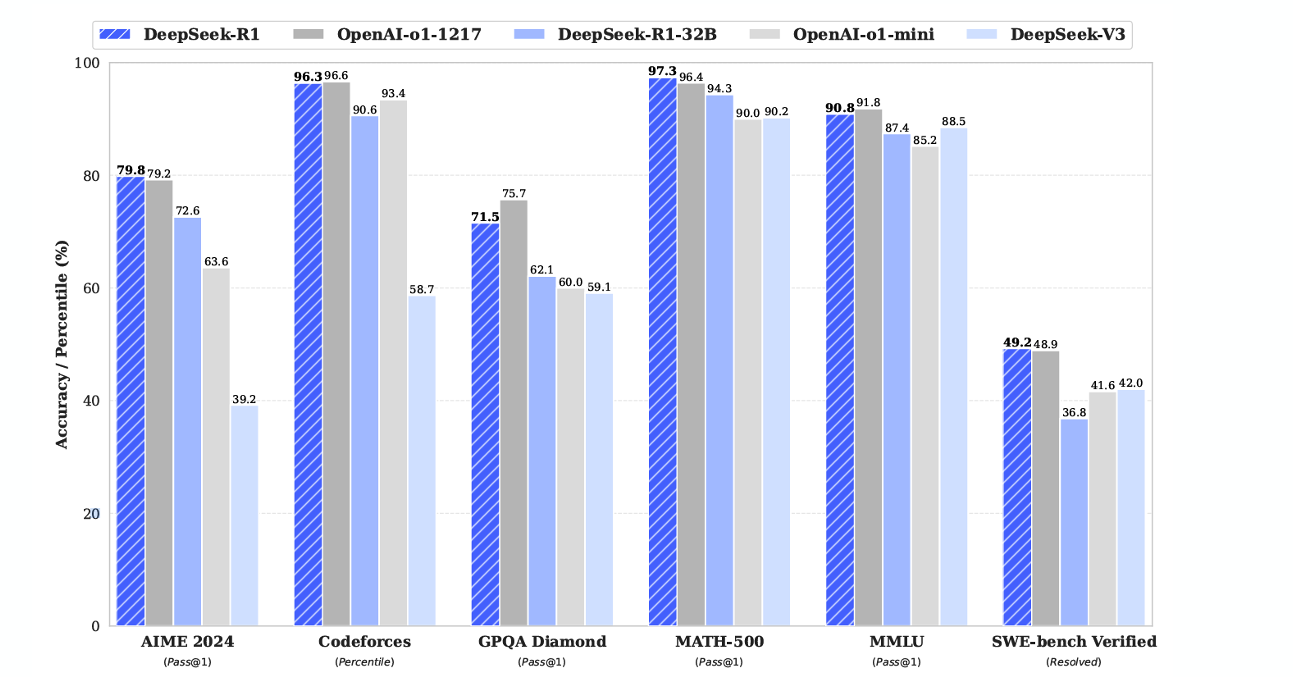 DeepSeek-R1 OpenAI-o1-1217 DeepSeek-R1-32B OpenAI-o1-mini DeepSeek-V3
Accuracy / Percentile (%)
100
80
60
40
20
0
79.8 79.2 72.6 63.6 39.2
96.3 96.6 90.6 93.4 58.7
71.5 75.7 62.1 60.0 59.1
97.3 96.4 94.3 90.0 90.2
90.8 91.8 87.4 85.2 88.5
49.2 48.9 36.8 41.6 42.0
AIME 2024 Codeforces GPQA Diamond MATH-500 MMLU SWE-bench Verified
(Pass@1) (Percentile) (Pass@1) (Pass@1) (Pass@1) (Resolved)